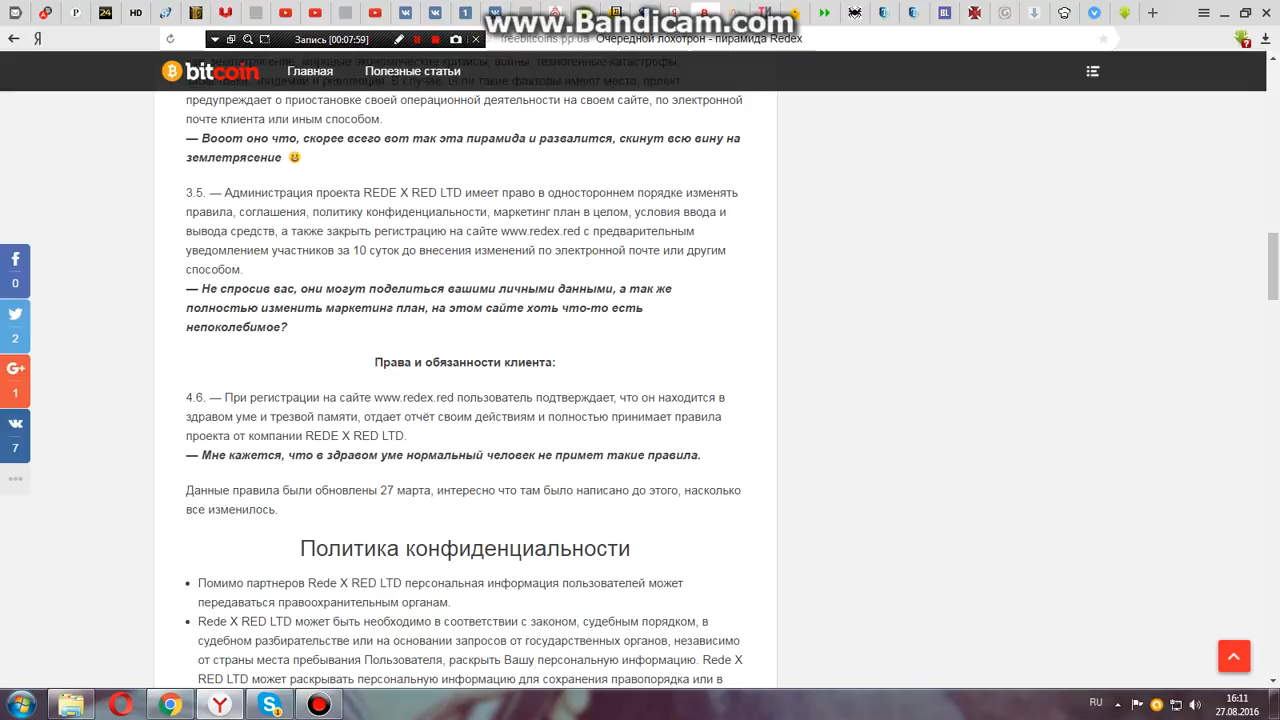 www.Bandicam.com
Я
Запись [00:07:59]
freebitcoins.pp.ua Очередной лохотрон - пирамида Redex
bitcoin
Главная
Полезные статьи
предупреждает о приостановке своей операционной деятельности на своем сайте, по электронной
почте клиента или иным способом.
— Вооот оно что, скорее всего вот так эта пирамида и развалится, скинут всю вину на
землетрясение
3.5. — Администрация проекта REDE X RED LTD имеет право в одностороннем порядке изменять
правила, соглашения, политику конфиденциальности, маркетинг план в целом, условия ввода и
вывода средств, а также закрыть регистрацию на сайте www.redex.red с предварительным
уведомлением участников за 10 суток до внесения изменений по электронной почте или другим
способом.
— Не спросив вас, они могут поделиться вашими личными данными, а так же
полностью изменить маркетинг план, на этом сайте хоть что-то есть
непоколебимое?
Права и обязанности клиента:
4.6. — При регистрации на сайте www.redex.red пользователь подтверждает, что он находится в
здравом уме и трезвой памяти, отдает отчёт своим действиям и полностью принимает правила
проекта от компании REDE X RED LTD.
— Мне кажется, что в здравом уме нормальный человек не примет такие правила.
Данные правила были обновлены 27 марта, интересно что там было написано до этого, насколько
все изменилось.
Политика конфиденциальности
Помимо партнеров Rede X RED LTD персональная информация пользователей может
передаваться правоохранительным органам.
Rede X RED LTD может быть необходимо в соответствии с законом, судебным порядком, в
судебном разбирательстве или на основании запросов от государственных органов, независимо
от страны места пребывания Пользователя, раскрыть Вашу персональную информацию. Rede X
RED LTD может раскрывать персональную информацию для сохранения правопорядка или в
0
2
G+
1
7
RU
16:11
27.08.2016